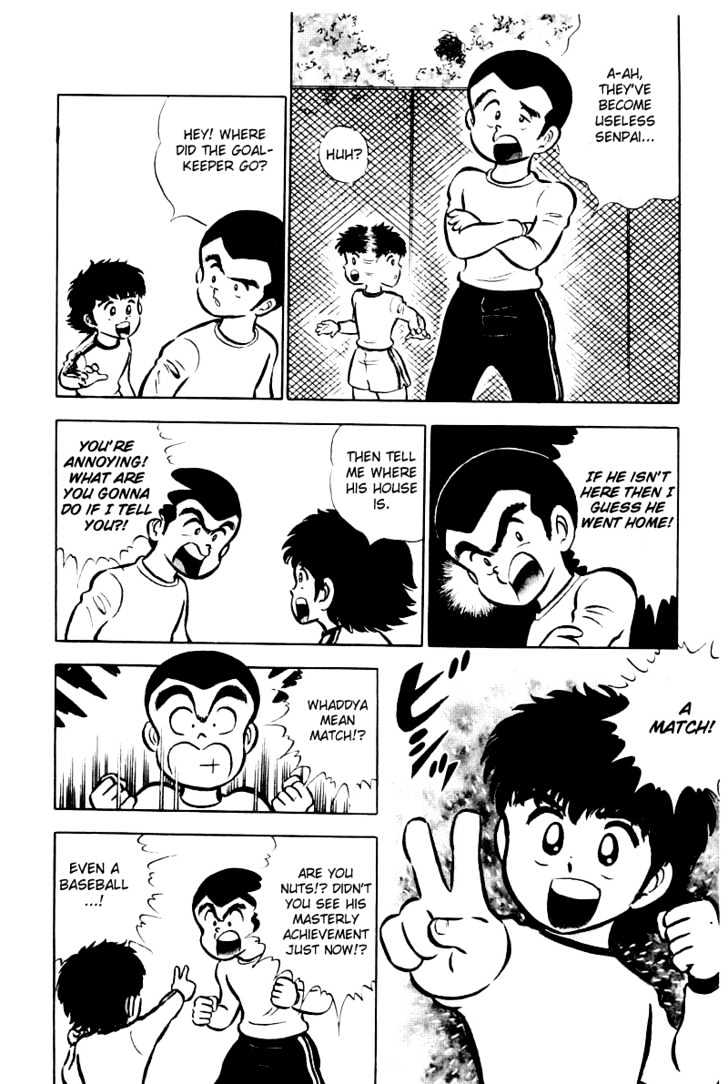 A-AH,
THEY'VE
BECOME
USELESS
SENPAI...
HUH?
HEY! WHERE
DID THE GOAL-
KEEPER GO?
IF HE ISN'T
HERE THEN I
GUESS HE
WENT HOME!
THEN TELL
ME WHERE
HIS HOUSE
IS.
YOU'RE
ANNOYING!
WHAT ARE
YOU GONNA
DO IF I TELL
YOU?!
A
MATCH!
ビッ
WHADDYA
MEAN
MATCH!?
ARE YOU
NUTS!? DIDN'T
YOU SEE HIS
MASTERLY
ACHIEVEMENT
JUST NOW!?
EVEN A
BASEBALL
...!